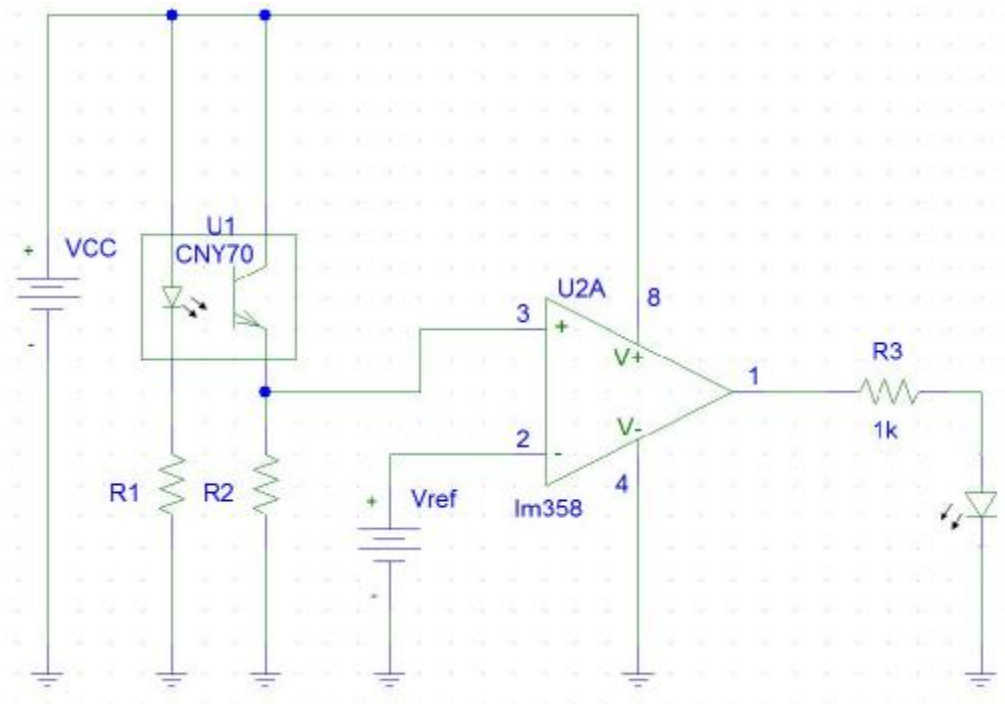 +
VCC
-
U1
CNY70
R1
R2
+
Vref
-
U2A
3
+
8
V+
2
-
V-
4
lm358
1
R3
1k